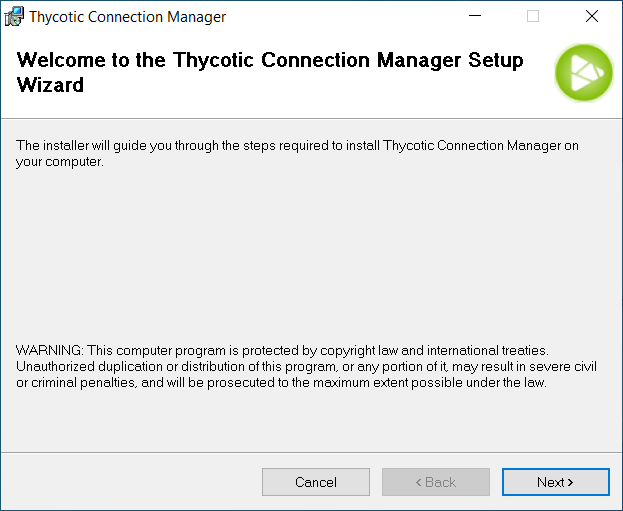 Thycotic Connection Manager
Welcome to the Thycotic Connection Manager Setup
Wizard
The installer will guide you through the steps required to install Thycotic Connection Manager on
your computer.
WARNING: This computer program is protected by copyright law and international treaties.
Unauthorized duplication or distribution of this program, or any portion of it, may result in severe civil
or criminal penalties, and will be prosecuted to the maximum extent possible under the law.
Cancel
< Back
Next >